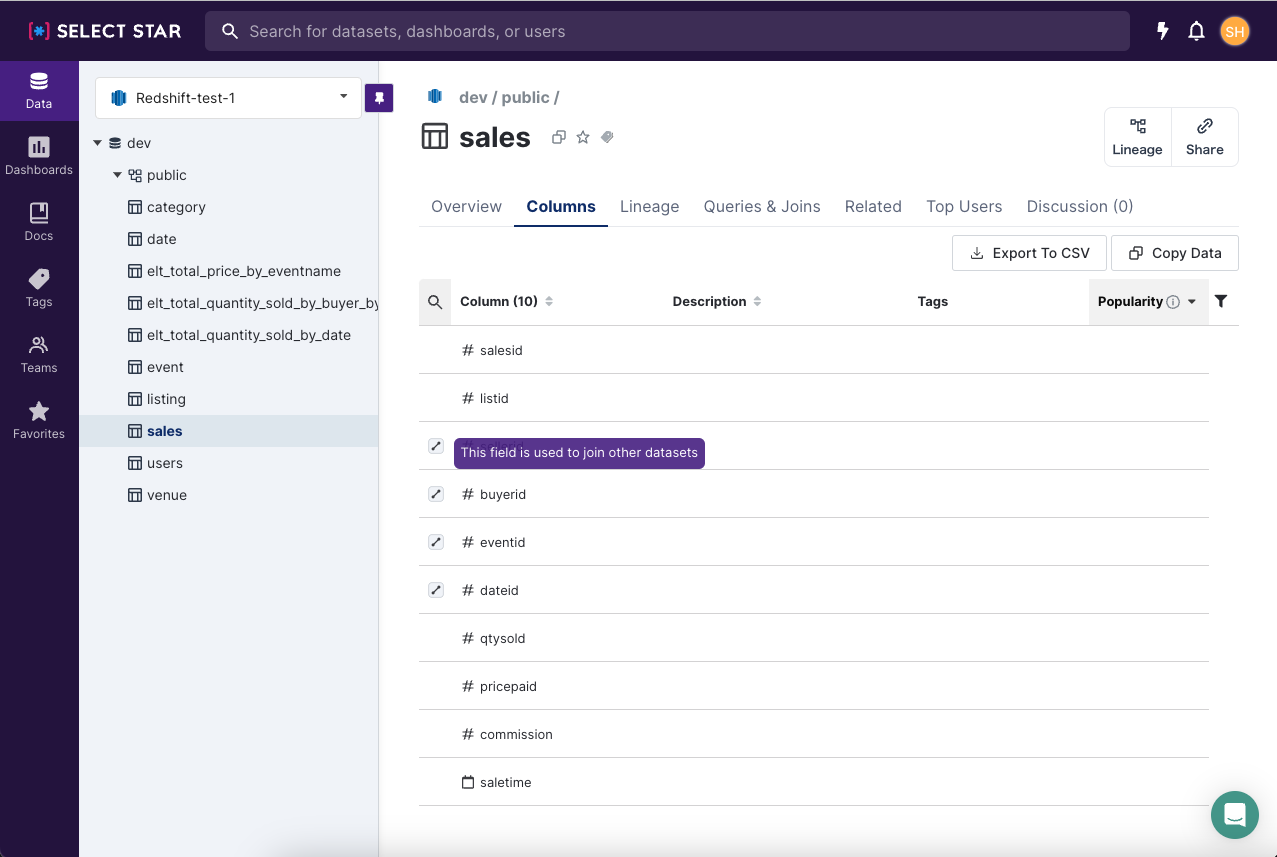 [*] SELECT STAR
Search for datasets, dashboards, or users
SH
Data
Dashboards
Docs
Tags
Teams
Favorites
Redshift-test-1
dev
public
category
date
elt_total_price_by_eventname
elt_total_quantity_sold_by_buyer_by
elt_total_quantity_sold_by_date
event
listing
sales
users
venue
dev / public /
sales
Lineage
Share
Overview Columns Lineage Queries & Joins Related Top Users Discussion (0)
Export To CSV Copy Data
Column (10) Description Tags Popularity
# salesid
# listid
This field is used to join other datasets
# buyerid
# eventid
# dateid
# qtysold
# pricepaid
# commission
saletime